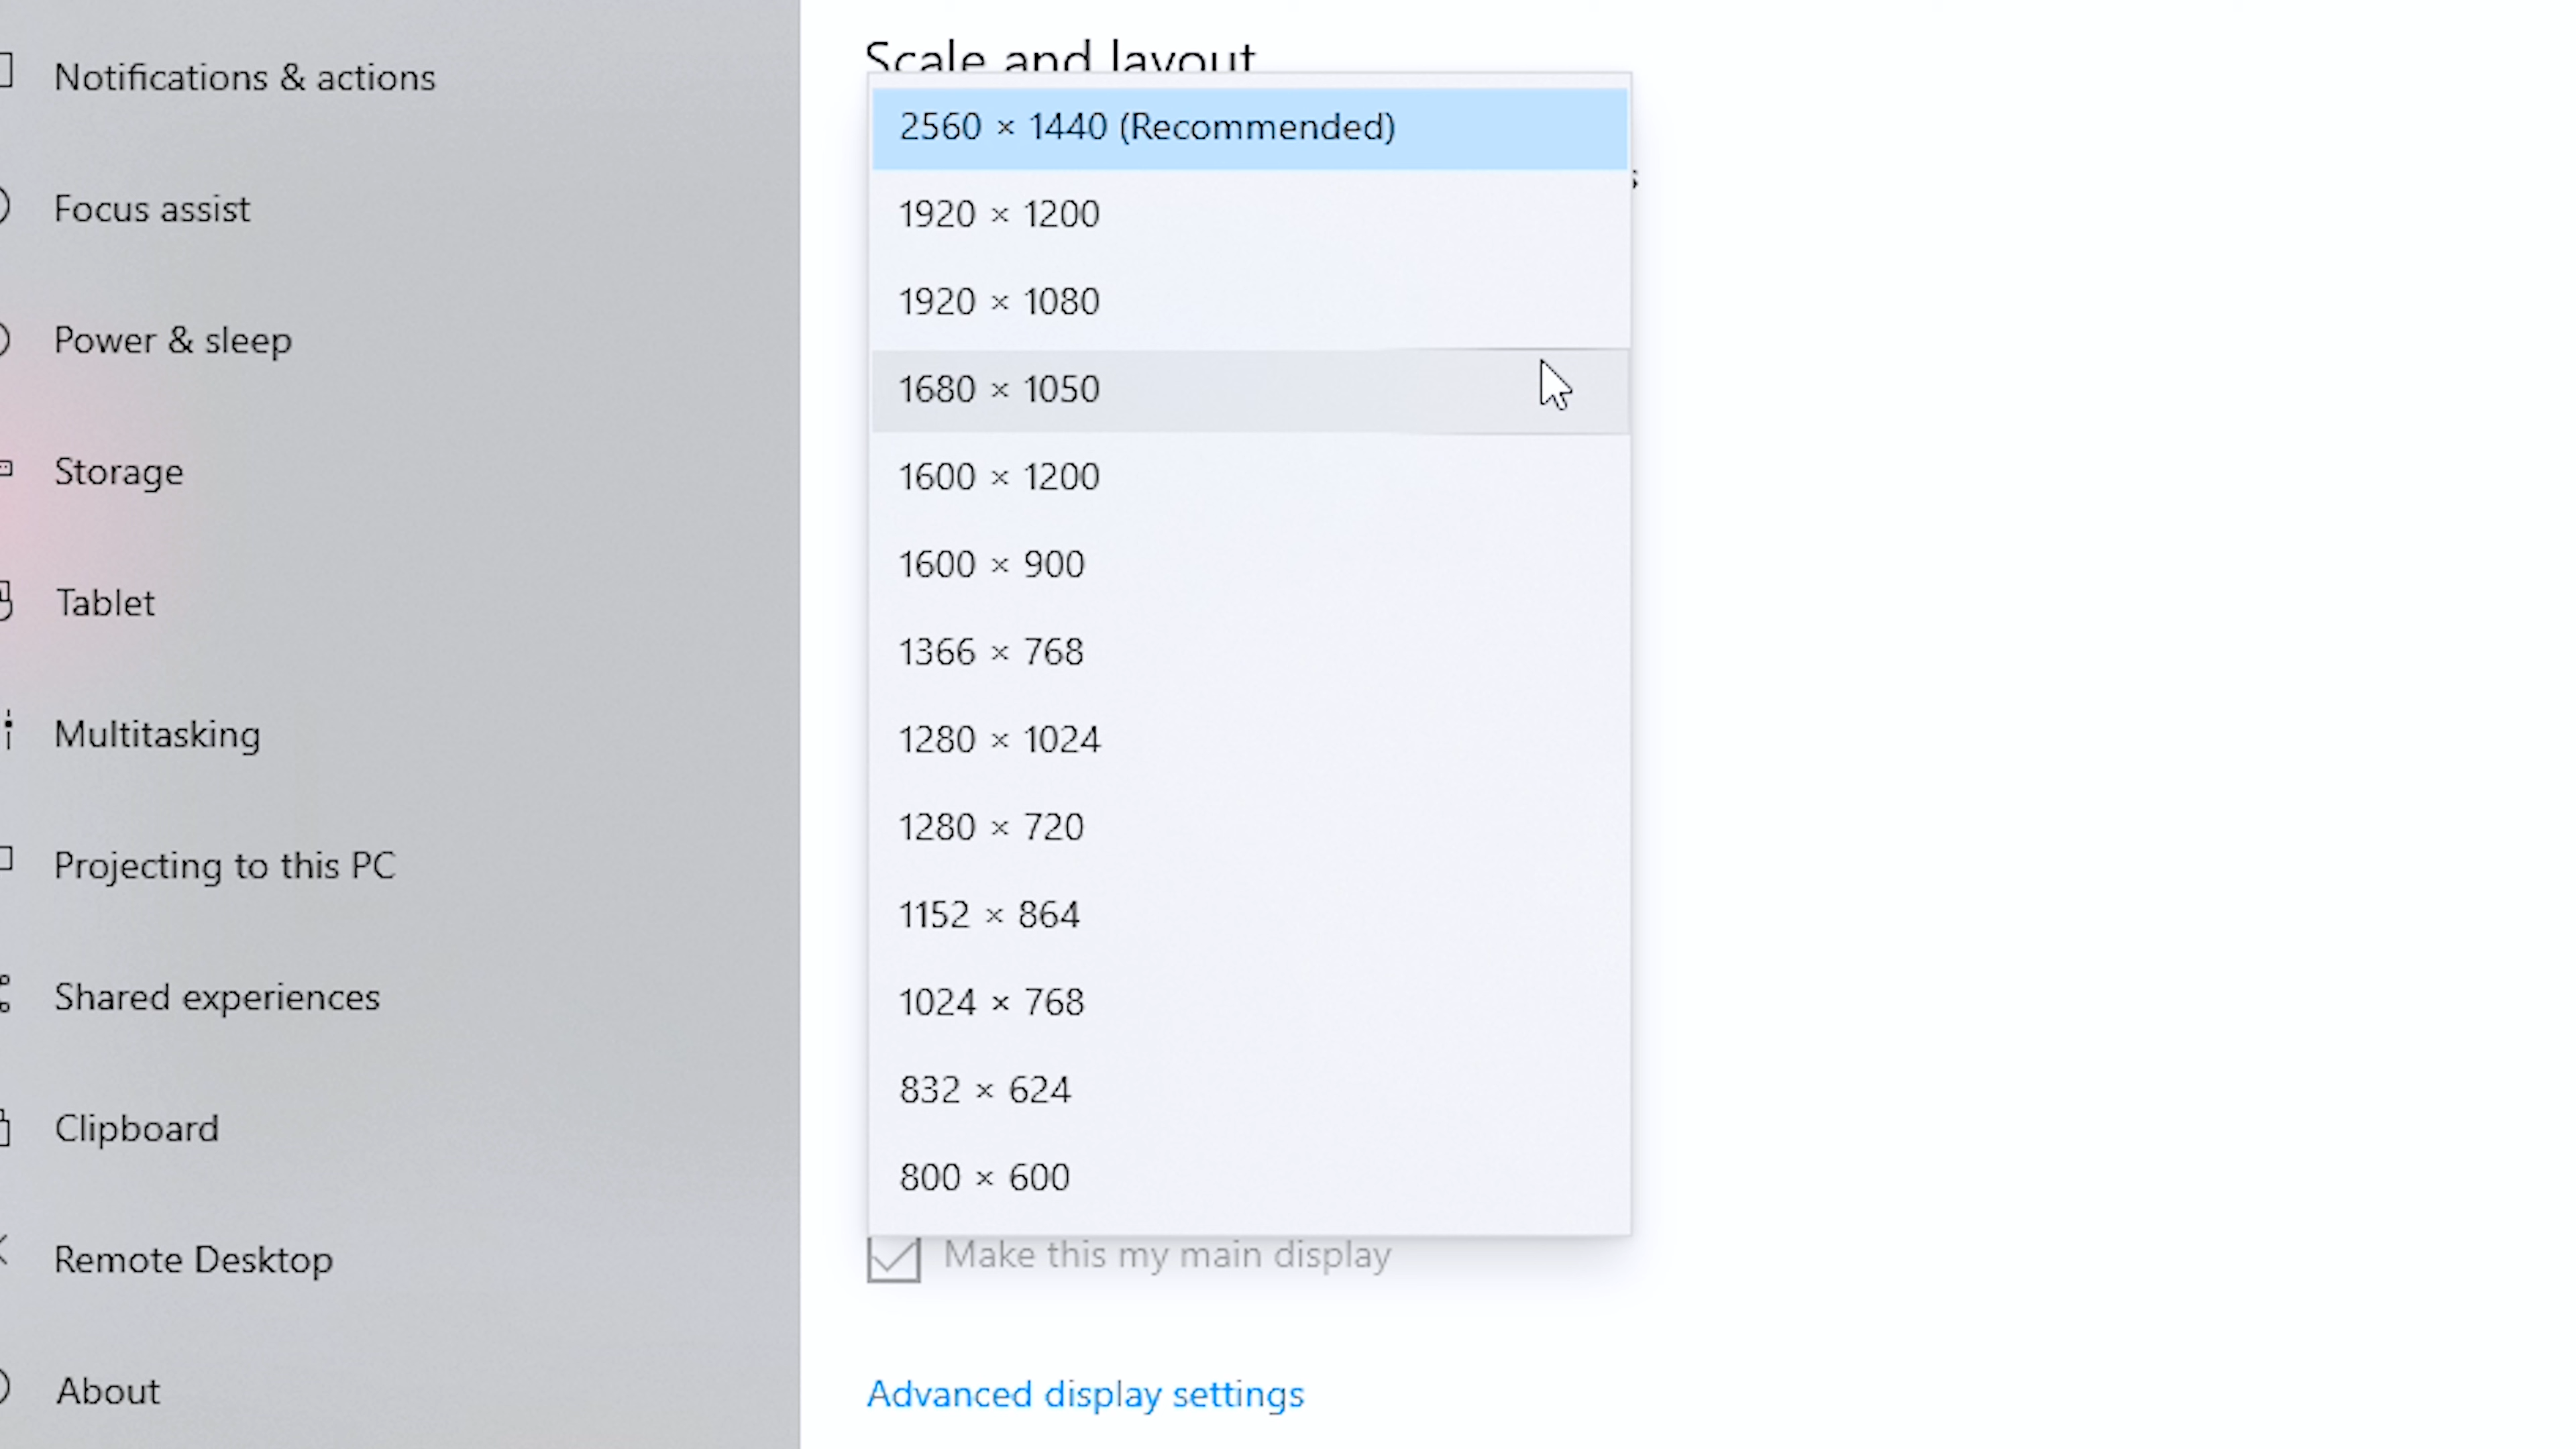 Notifications & actions
Focus assist
Power & sleep
Storage
Tablet
Multitasking
Projecting to this PC
Shared experiences
Clipboard
Remote Desktop
About
Scale and layout
2560 × 1440 (Recommended)
1920 × 1200
1920 × 1080
1680 × 1050
1600 × 1200
1600 × 900
1366 × 768
1280 × 1024
1280 × 720
1152 × 864
1024 × 768
832 × 624
800 × 600
Make this my main display
Advanced display settings